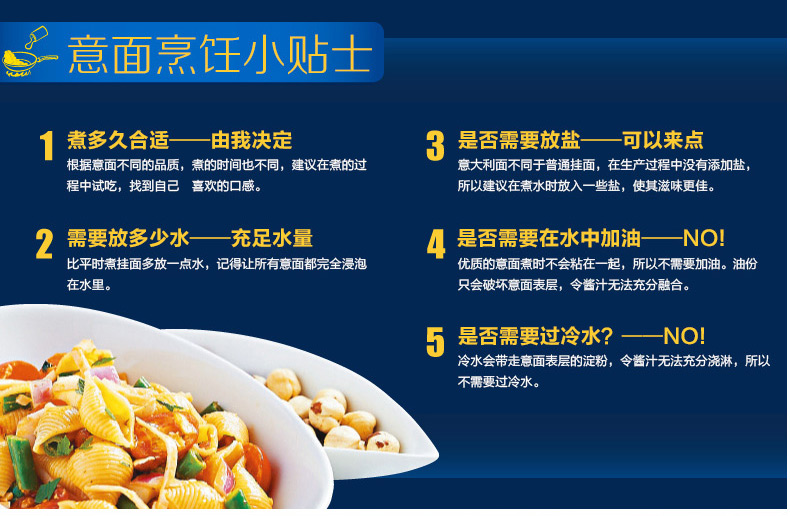 意面烹饪小贴士
1 煮多久合适——由我决定
根据意面不同的品质，煮的时间也不同，建议在煮的过
程中试吃，找到自己 喜欢的口感。
2 需要放多少水——充足水量
比平时煮挂面多放一点水，记得让所有意面都完全浸泡
在水里。
3 是否需要放盐——可以来点
意大利面不同于普通挂面，在生产过程中没有添加盐，
所以建议在煮水时放入一些盐，使其滋味更佳。
4 是否需要在水中加油——NO!
优质的意面煮时不会粘在一起，所以不需要加油。油份
只会破坏意面表层，令酱汁无法充分融合。
5 是否需要过冷水？——NO!
冷水会带走意面表层的淀粉，令酱汁无法充分浇淋，所以
不需要过冷水。